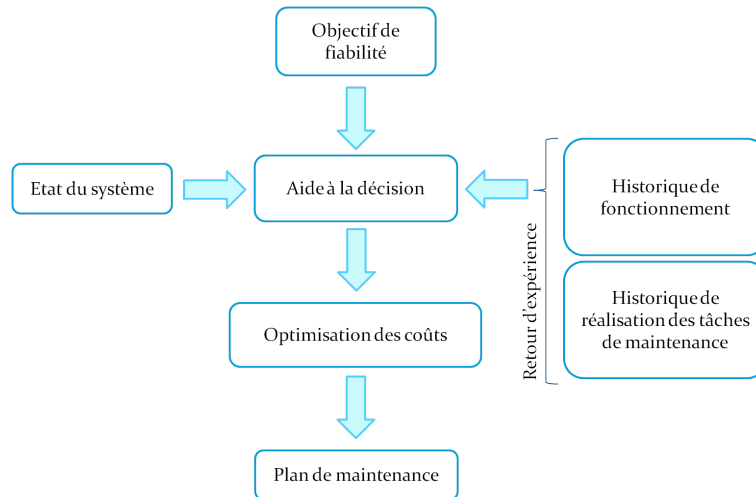 Objectif de
fiabilité
Etat du système
Aide à la décision
Historique de
fonctionnement
Retour d'expérience
Optimisation des coûts
Historique de
réalisation des tâches
de maintenance
Plan de maintenance